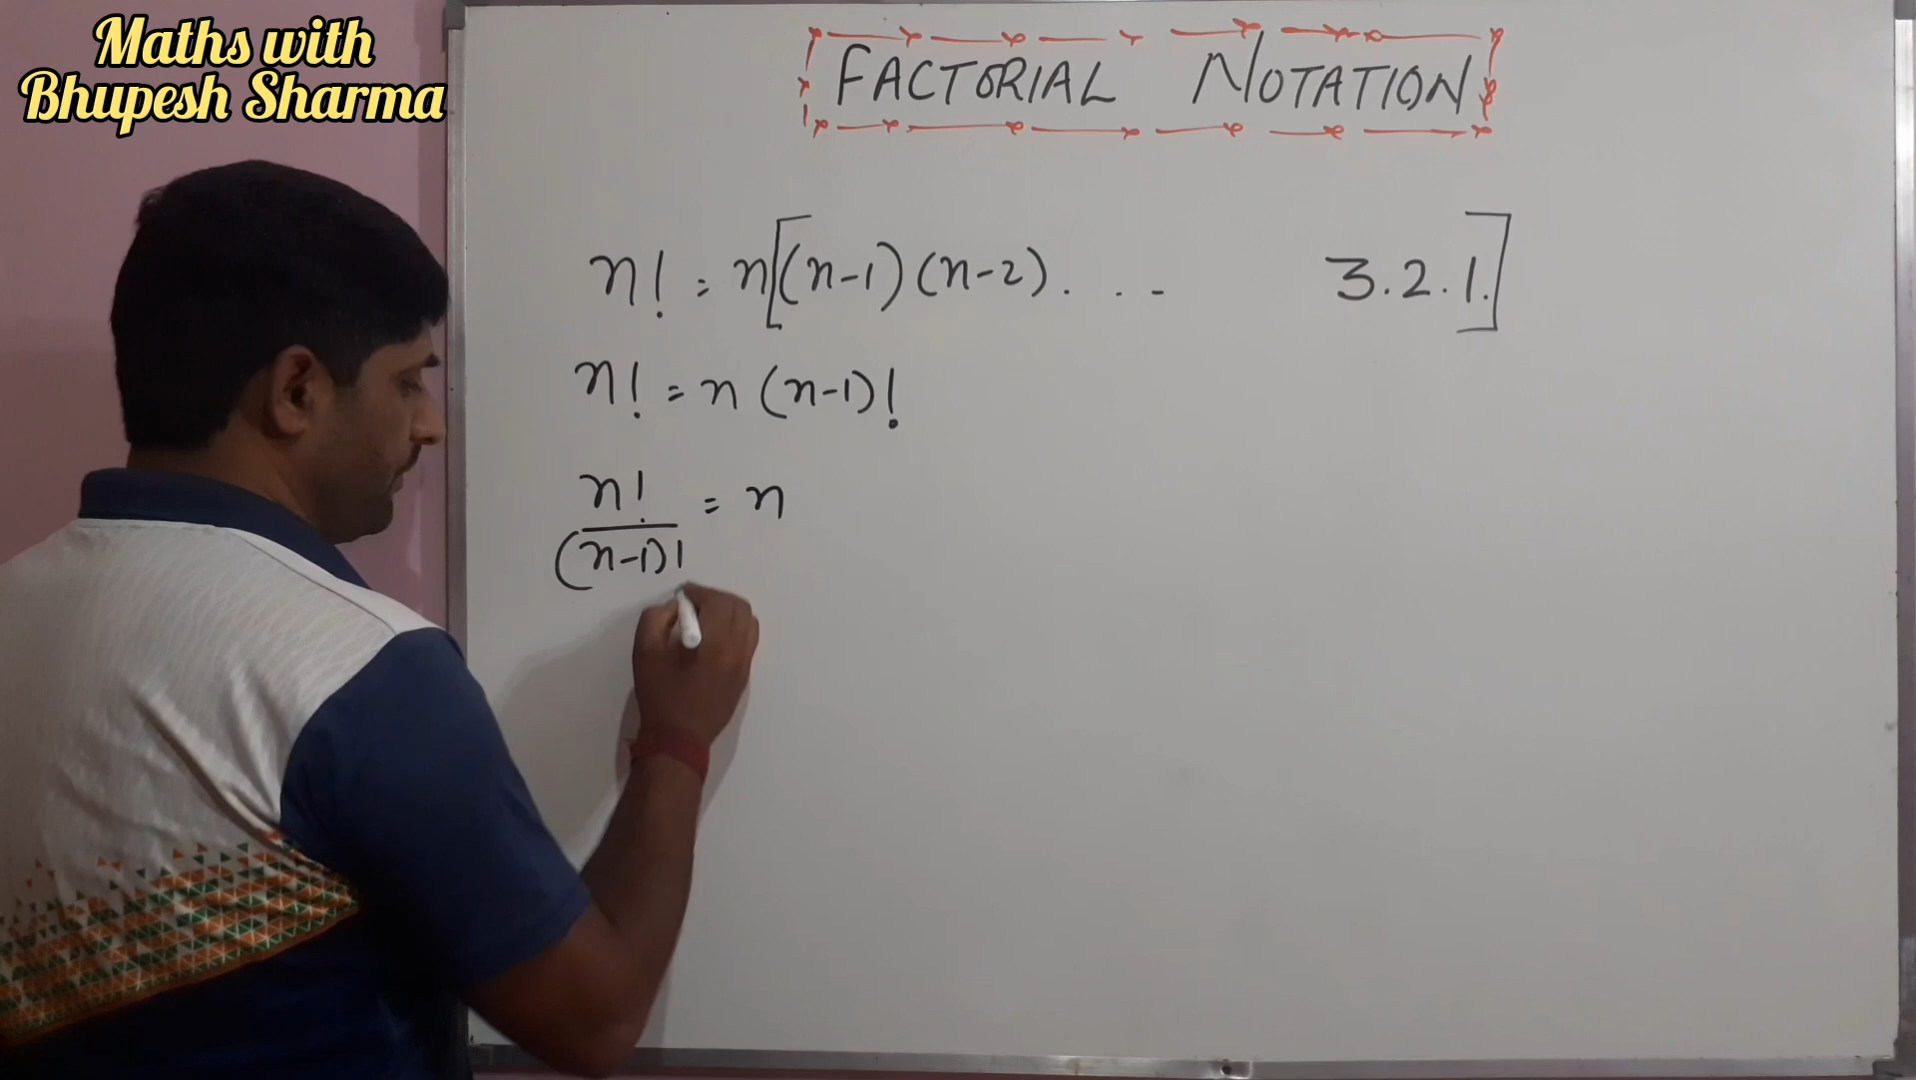 Maths with
Bhupesh Sharma
FACTORIAL NOTATION
n! = n[(n-1)(n-2). . . 3.2.1.]
n! = n (n-1)!
n!/(n-1)! = n